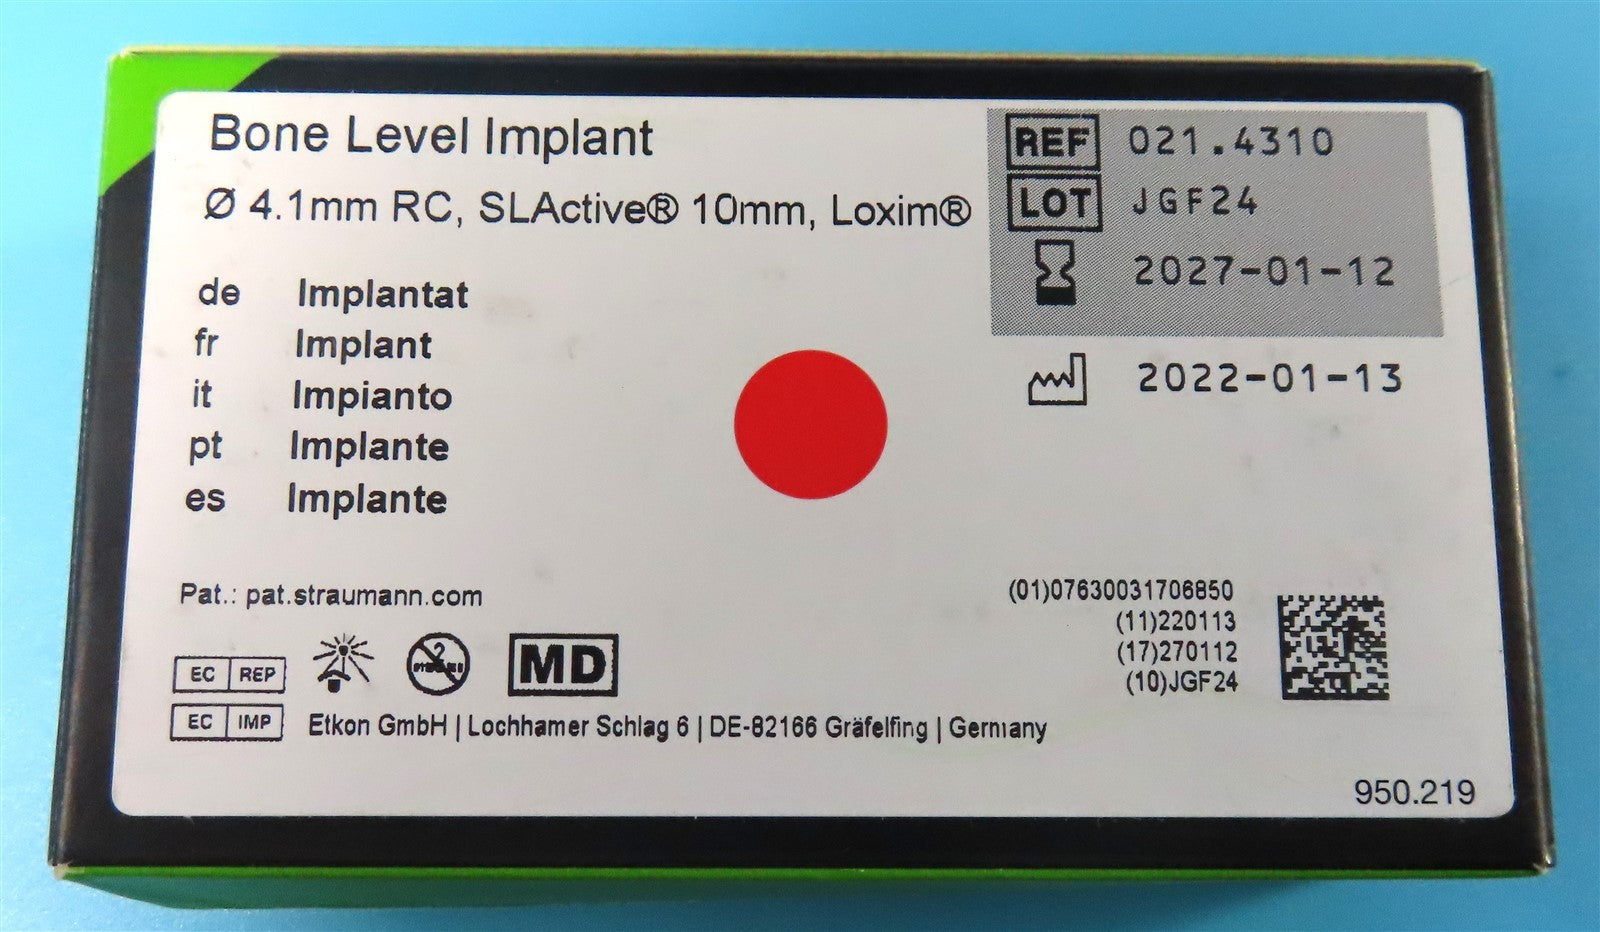 Bone Level Implant
Ø 4.1mm RC, SLActive® 10mm, Loxim®
REF 021.4310
LOT JGF24
2027-01-12
2022-01-13
de Implantat
fr Implant
it Impianto
pt Implante
es Implante
Pat.: pat.straumann.com
(01)07630031706850
(11)220113
(17)270112
(10)JGF24
EC REP
2
MD
EC IMP
Etkon GmbH | Lochhamer Schlag 6 | DE-82166 Gräfelfing | Germany
950.219